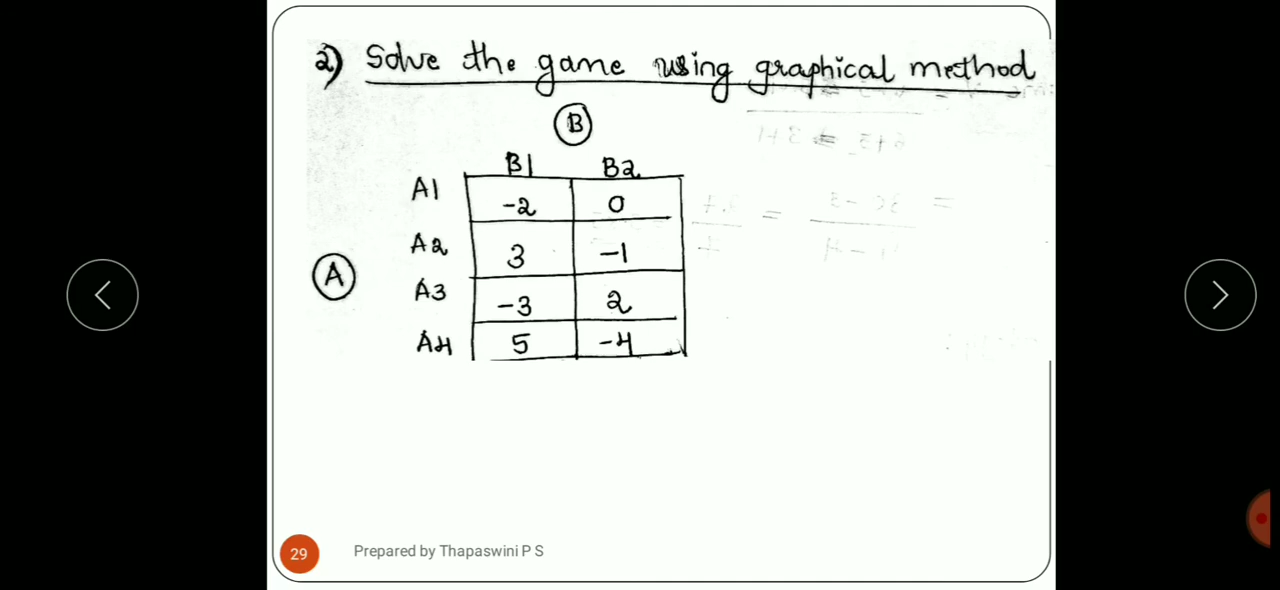 2) Solve the game using graphical method
B
B1 B2
A1 -2 0
A2 3 -1
A
A3 -3 2
A4 5 -4
29 Prepared by Thapaswini P S